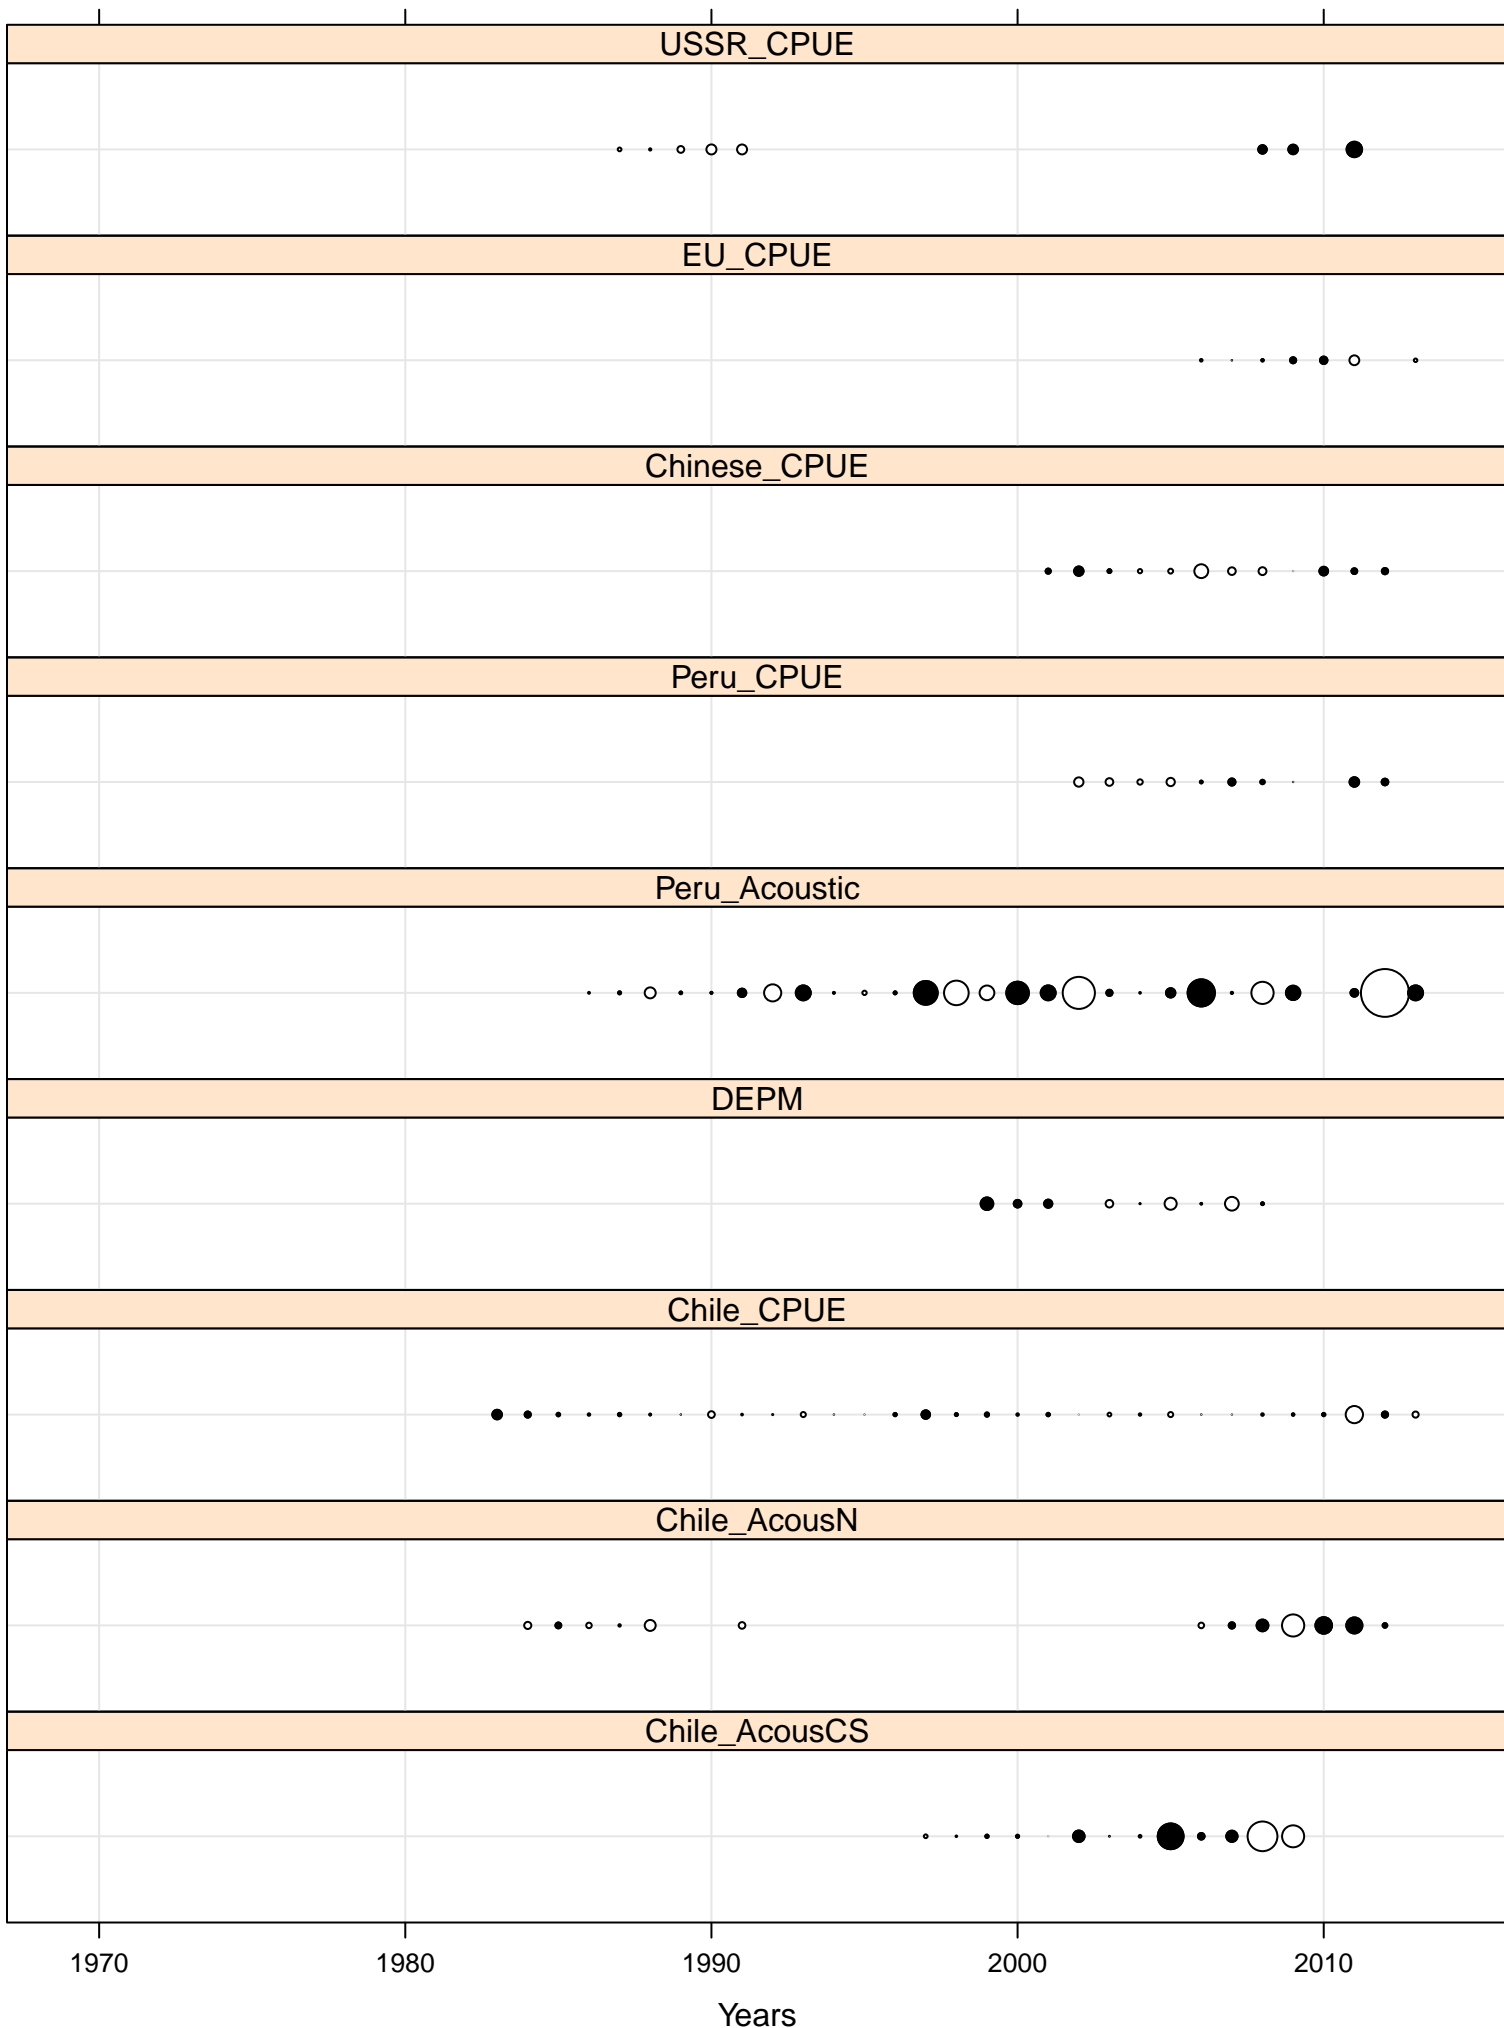 USSR_CPUE
EU_CPUE
Chinese_CPUE
Peru_CPUE
Peru_Acoustic
DEPM
Chile_CPUE
Chile_AcousN
Chile_AcousCS
1970 1980 1990 2000 2010
Years